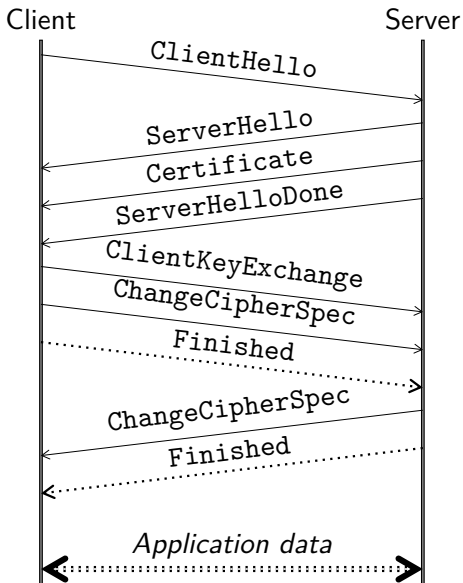 Client
Server
ClientHello
ServerHello
Certificate
ServerHelloDone
ClientKeyExchange
ChangeCipherSpec
Finished
ChangeCipherSpec
Finished
Application data